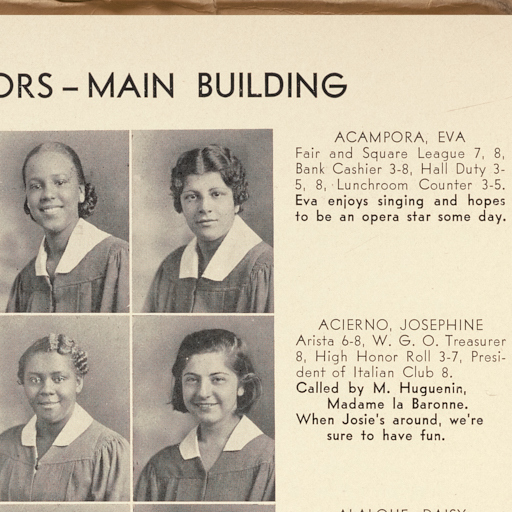 ORS – MAIN BUILDING
ACAMPORA, EVA
Fair and Square League 7, 8,
Bank Cashier 3-8, Hall Duty 3-
5, 8, Lunchroom Counter 3-5.
Eva enjoys singing and hopes
to be an opera star some day.
ACIERNO, JOSEPHINE
Arista 6-8, W. G. O. Treasurer
8, High Honor Roll 3-7, Presi-
dent of Italian Club 8.
Called by M. Huguenin,
Madame la Baronne.
When Josie's around, we're
sure to have fun.